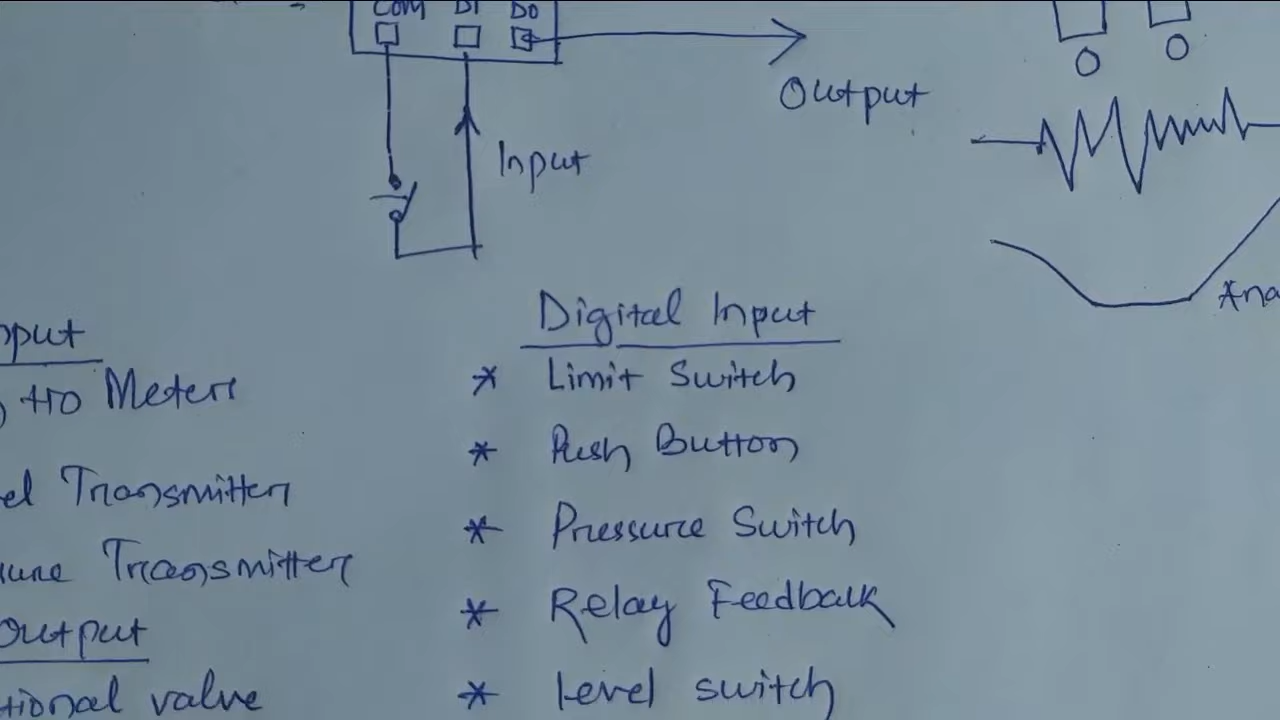 COM DI DO
Output
Input
Digital Input
* Limit Switch
* Push Button
* Pressure Switch
* Relay Feedback
* level switch
Meters
Transmitter
Transmitter
Output
valve